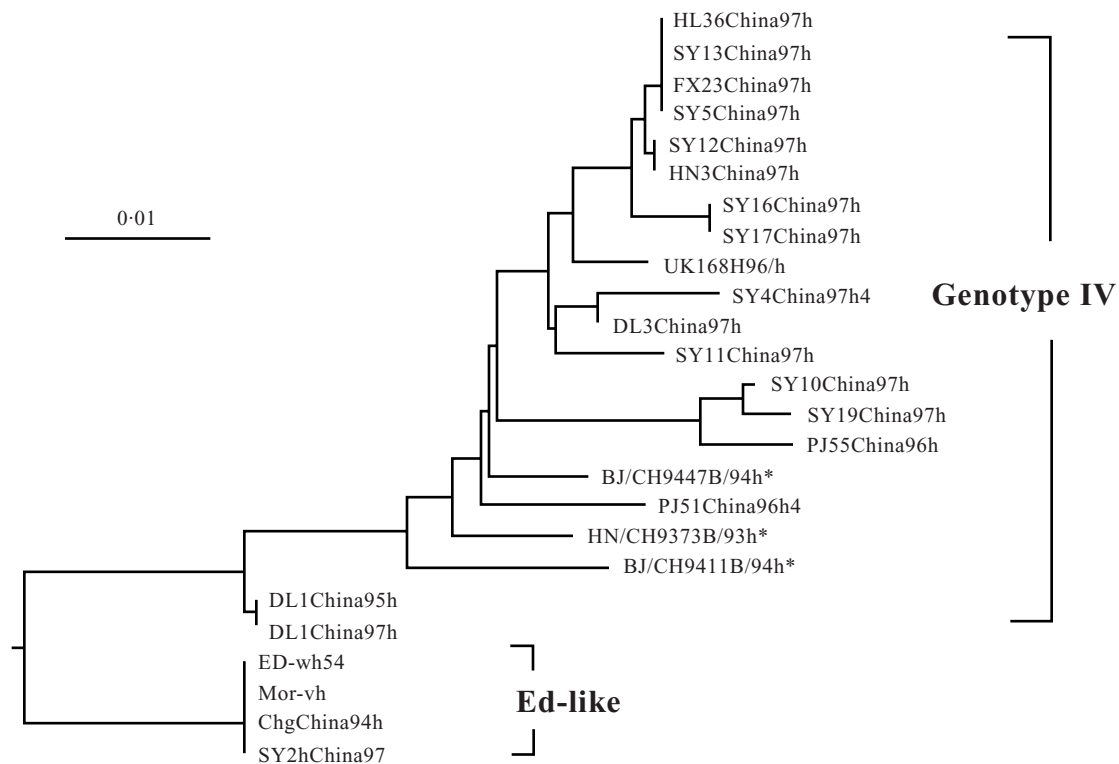 HL36China97h
SY13China97h
FX23China97h
SY5China97h
SY12China97h
HN3China97h
0·01
SY16China97h
SY17China97h
UK168H96/h
SY4China97h4
Genotype IV
DL3China97h
SY11China97h
SY10China97h
SY19China97h
PJ55China96h
BJ/CH9447B/94h*
PJ51China96h4
HN/CH9373B/93h*
BJ/CH9411B/94h*
DL1China95h
DL1China97h
ED-wh54
Mor-vh
Ed-like
ChgChina94h
SY2hChina97